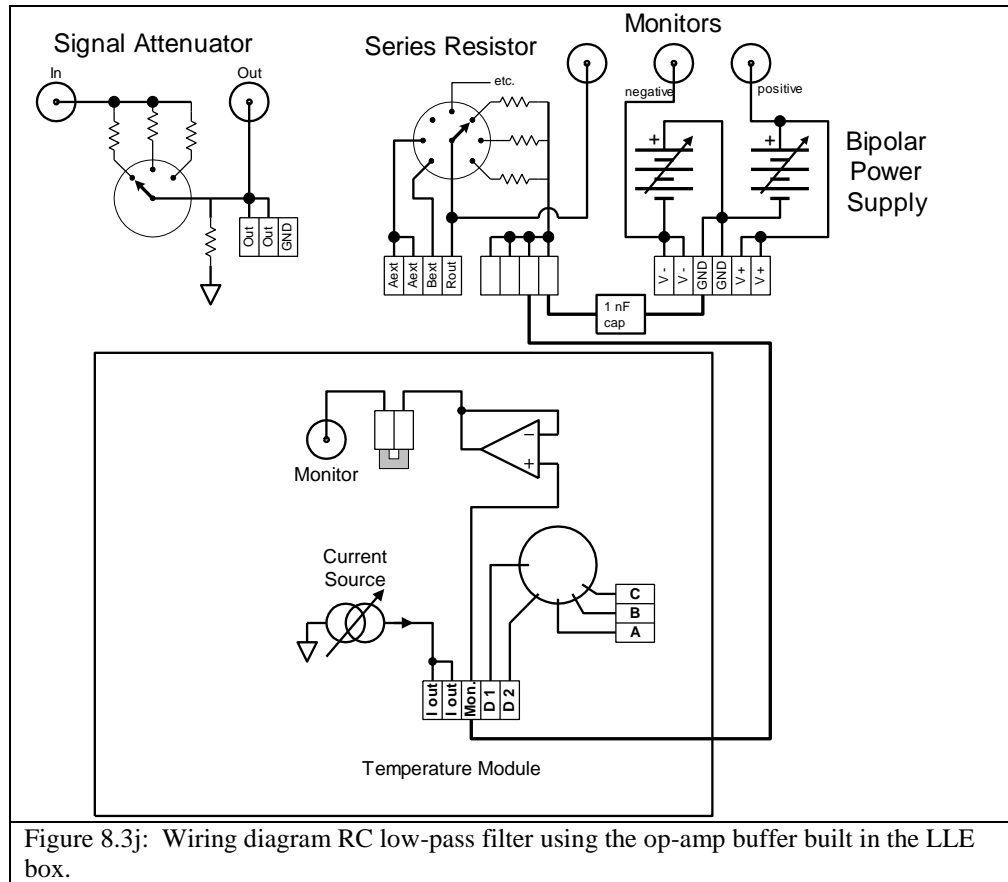 Signal Attenuator
In
Out
Out
Out
GND
Series Resistor
etc.
Aext
Aext
Bext
Rout
Monitors
negative
positive
+
+
Bipolar
Power
Supply
V -
V -
GND
GND
V +
V +
1 nF
cap
Monitor
−
+
Current
Source
C
B
A
I out
I out
Mon.
D 1
D 2
Temperature Module
Figure 8.3j: Wiring diagram RC low-pass filter using the op-amp buffer built in the LLE
box.